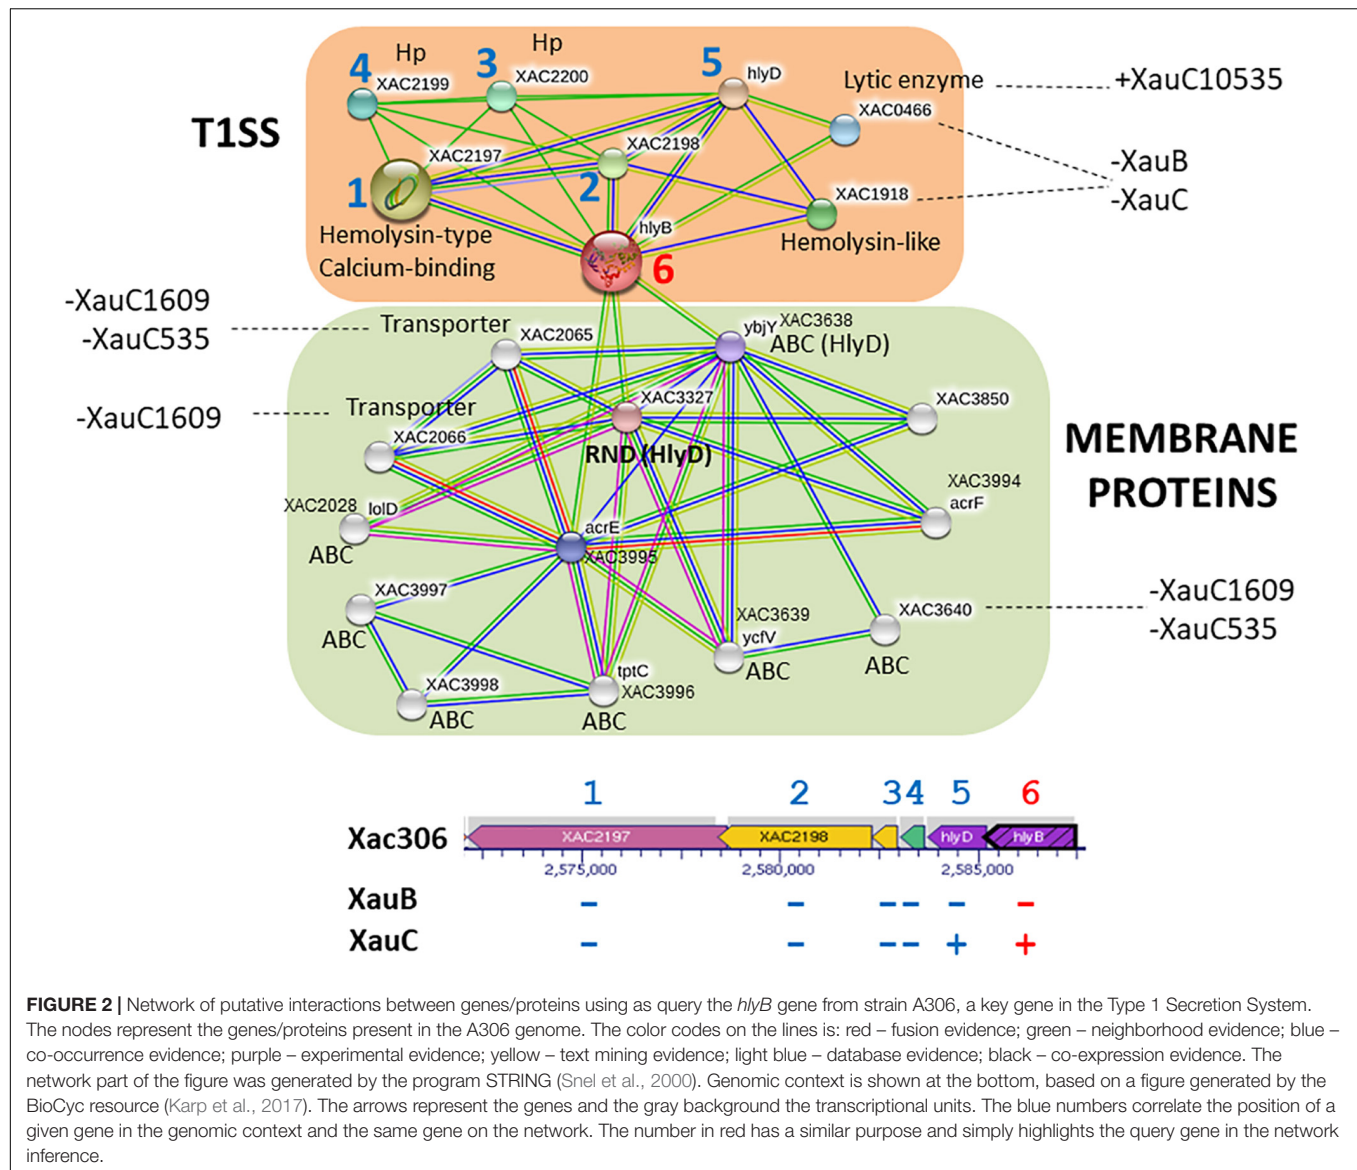 Hp
Hp
4
3
5
XAC2199
XAC2200
hlyD
Lytic enzyme
+XauC10535
XAC0466
T1SS
XAC2197
XAC2198
-XauB
-XauC
1
2
XAC1918
hlyB
Hemolysin-type
Calcium-binding
Hemolysin-like
6
-XauC1609
-XauC535
Transporter
XAC2065
ybjY XAC3638
ABC (HlyD)
-XauC1609
Transporter
XAC2066
XAC3327
RND (HlyD)
XAC3850
MEMBRANE
PROTEINS
XAC2028 lolD
ABC
acrE
XAC3995
XAC3994
acrF
XAC3997
ABC
XAC3639
ycfV
ABC
XAC3640
ABC
-XauC1609
-XauC535
XAC3998
ABC
tptC
XAC3996
ABC
1 2 3 4 5 6
Xac306 XAC2197 XAC2198 hlyD hlyB
2,575,000 2,580,000 2,585,000
XauB − − − − − −
XauC − − − − + +
FIGURE 2 | Network of putative interactions between genes/proteins using as query the hlyB gene from strain A306, a key gene in the Type 1 Secretion System.
The nodes represent the genes/proteins present in the A306 genome. The color codes on the lines is: red – fusion evidence; green – neighborhood evidence; blue –
co-occurrence evidence; purple – experimental evidence; yellow – text mining evidence; light blue – database evidence; black – co-expression evidence. The
network part of the figure was generated by the program STRING (Snel et al., 2000). Genomic context is shown at the bottom, based on a figure generated by the
BioCyc resource (Karp et al., 2017). The arrows represent the genes and the gray background the transcriptional units. The blue numbers correlate the position of a
given gene in the genomic context and the same gene on the network. The number in red has a similar purpose and simply highlights the query gene in the network
inference.